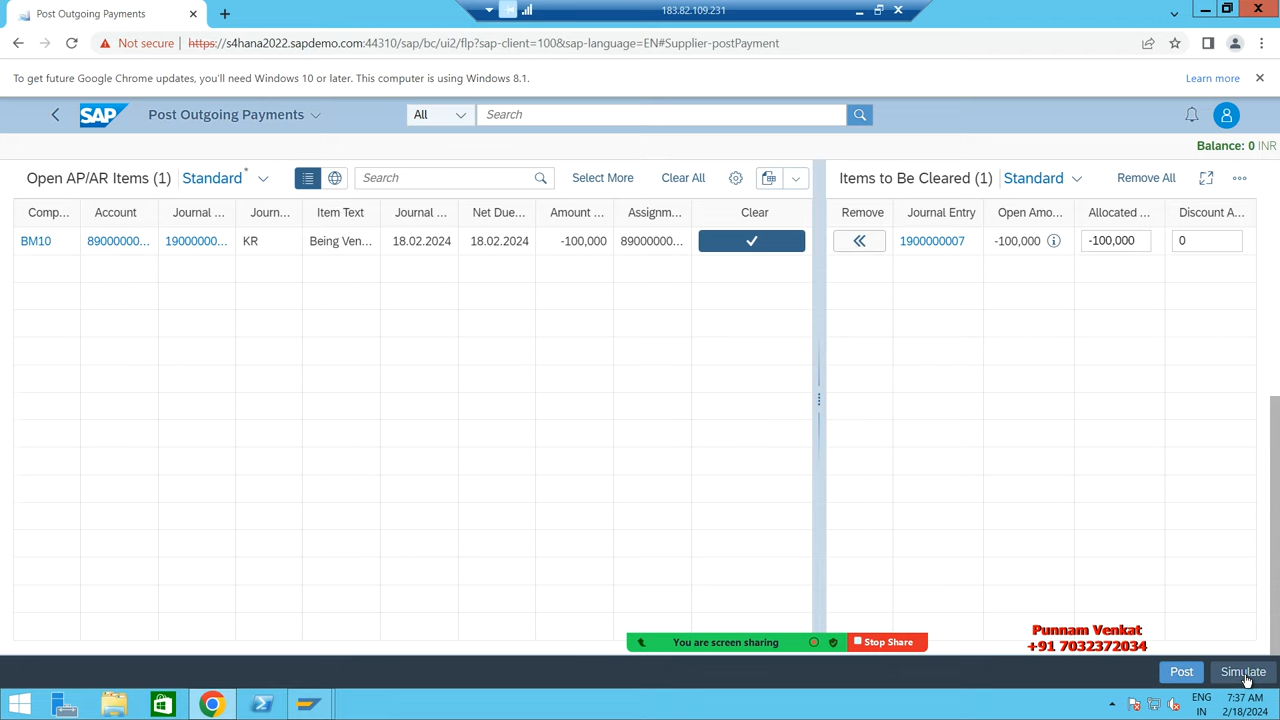 Post Outgoing Payments
183.82.109.231
Not secure
https://s4hana2022.sapdemo.com:44310/sap/bc/ui2/flp?sap-client=100&sap-language=EN#Supplier-postPayment
To get future Google Chrome updates, you'll need Windows 10 or later. This computer is using Windows 8.1.
Learn more
SAP
Post Outgoing Payments
All
Search
Balance: 0 INR
Open AP/AR Items (1)
Standard*
Search
Select More
Clear All
Items to Be Cleared (1)
Standard
Remove All
Comp... Account Journal ... Journ... Item Text Journal ... Net Due... Amount ... Assignm... Clear
Remove Journal Entry Open Amo... Allocated ... Discount A...
BM10 89000000... 19000000... KR Being Ven... 18.02.2024 18.02.2024 -100,000 89000000...
1900000007 -100,000 -100,000 0
You are screen sharing
Stop Share
Punnam Venkat
+91 7032372034
Post
Simulate
ENG
IN
7:37 AM
2/18/2024